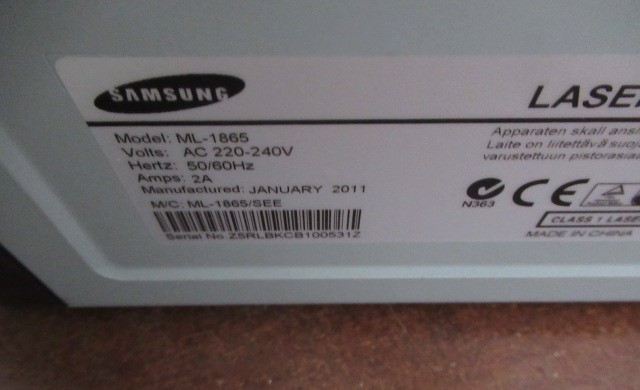 SAMSUNG
LASE
Model: ML-1865
Volts: AC 220-240V
Hertz: 50/60Hz
Amps: 2A
Manufactured: JANUARY 2011
M/C: ML-1865/SEE
Serial No. Z5RLBKCB100531Z
Apparaten skall ansl
Laite on liitettävä suoja
varustettuun pistorasia
N363
CE
CLASS 1 LASE
MADE IN CHINA